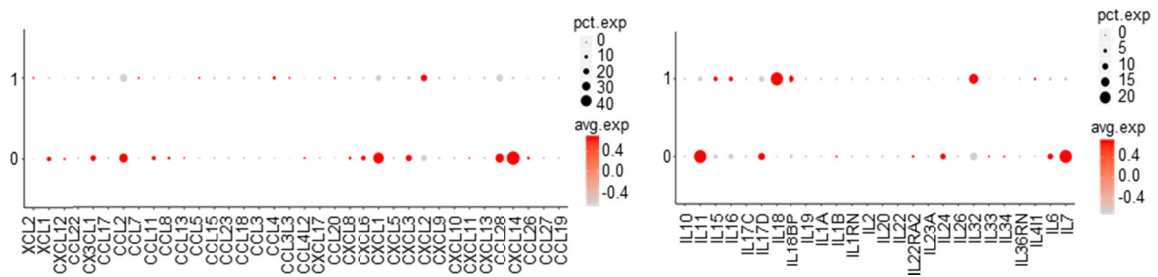 pct.exp
0
10
20
30
40
avg.exp
0.4
0.0
-0.4
1
0
XCL2
XCL1
CXCL12
CCL22
CX3CL1
CCL17
CCL2
CCL7
CCL11
CCL8
CCL13
CCL5
CCL15
CCL23
CCL18
CCL3
CCL4
CCL3L3
CCL4L2
CXCL17
CCL20
CXCL8
CXCL6
CXCL1
CXCL5
CXCL3
CXCL2
CXCL9
CXCL10
CXCL11
CXCL13
CCL28
CXCL14
CCL26
CCL27
CCL19
pct.exp
0
5
10
15
20
avg.exp
0.4
0.0
-0.4
1
0
IL10
IL11
IL15
IL16
IL17C
IL17D
IL18
IL18BP
IL19
IL1A
IL1B
IL1RN
IL2
IL20
IL22
IL22RA2
IL23A
IL24
IL26
IL32
IL33
IL34
IL36RN
IL4I1
IL6
IL7